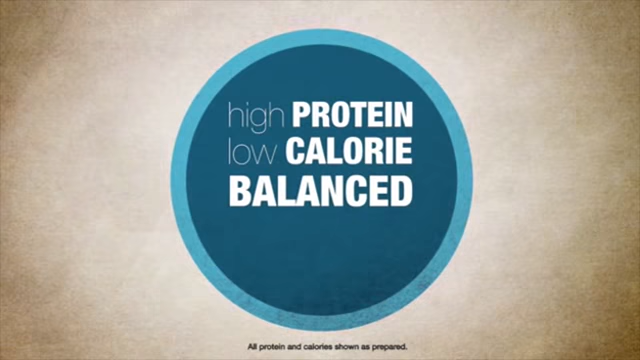 high PROTEIN
low CALORIE
BALANCED
All protein and calories shown as prepared.